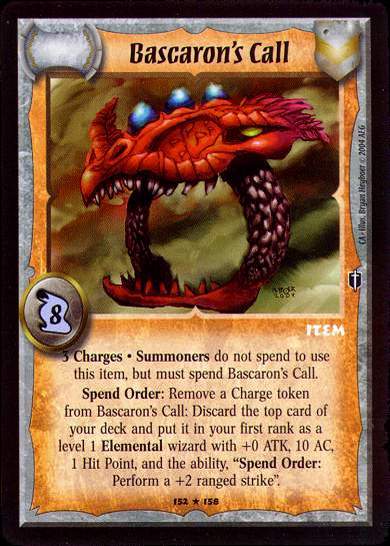 Bascaron's Call
CA • Illus. Bryan Heyboer © 2004 AEG
8
ITEM
3 Charges • Summoners do not spend to use
this item, but must spend Bascaron's Call.
Spend Order: Remove a Charge token
from Bascaron's Call: Discard the top card of
your deck and put it in your first rank as a
level 1 Elemental wizard with +0 ATK, 10 AC,
1 Hit Point, and the ability, “Spend Order:
Perform a +2 ranged strike”.
152 ★ 158